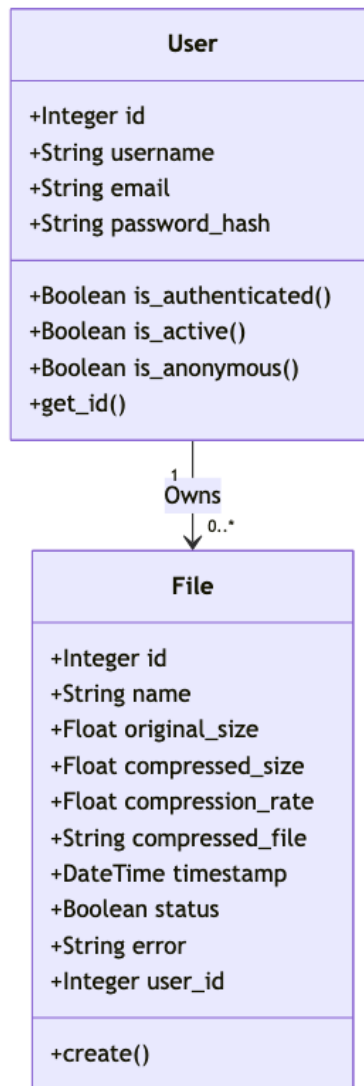 User
+Integer id
+String username
+String email
+String password_hash
+Boolean is_authenticated()
+Boolean is_active()
+Boolean is_anonymous()
+get_id()
1
Owns
0..*
File
+Integer id
+String name
+Float original_size
+Float compressed_size
+Float compression_rate
+String compressed_file
+DateTime timestamp
+Boolean status
+String error
+Integer user_id
+create()